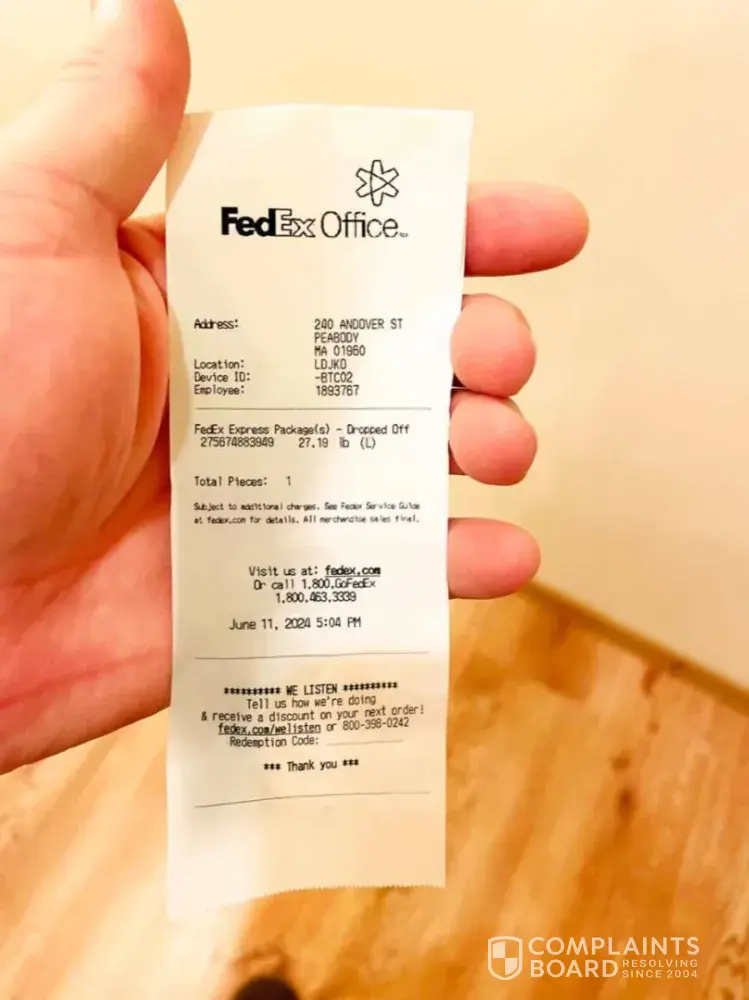 FedEx Office
Address: 240 ANDOVER ST
PEABODY
MA 01960
Location: LDJKD
Device ID: -BTC02
Employee: 1893767
FedEx Express Package(s) - Dropped Off
275674883949 27.19 lb (L)
Total Pieces: 1
Subject to additional charges. See FedEx Service Guide
at fedex.com for details. All merchandise sales final.
Visit us at: fedex.com
Or call 1.800.GoFedEx
1.800.463.3339
June 11, 2024 5:04 PM
********** WE LISTEN **********
Tell us how we're doing
& receive a discount on your next order!
fedex.com/welisten or 800-398-0242
Redemption Code: ____________
*** Thank you ***
COMPLAINTS
BOARD RESOLVING
SINCE 2004